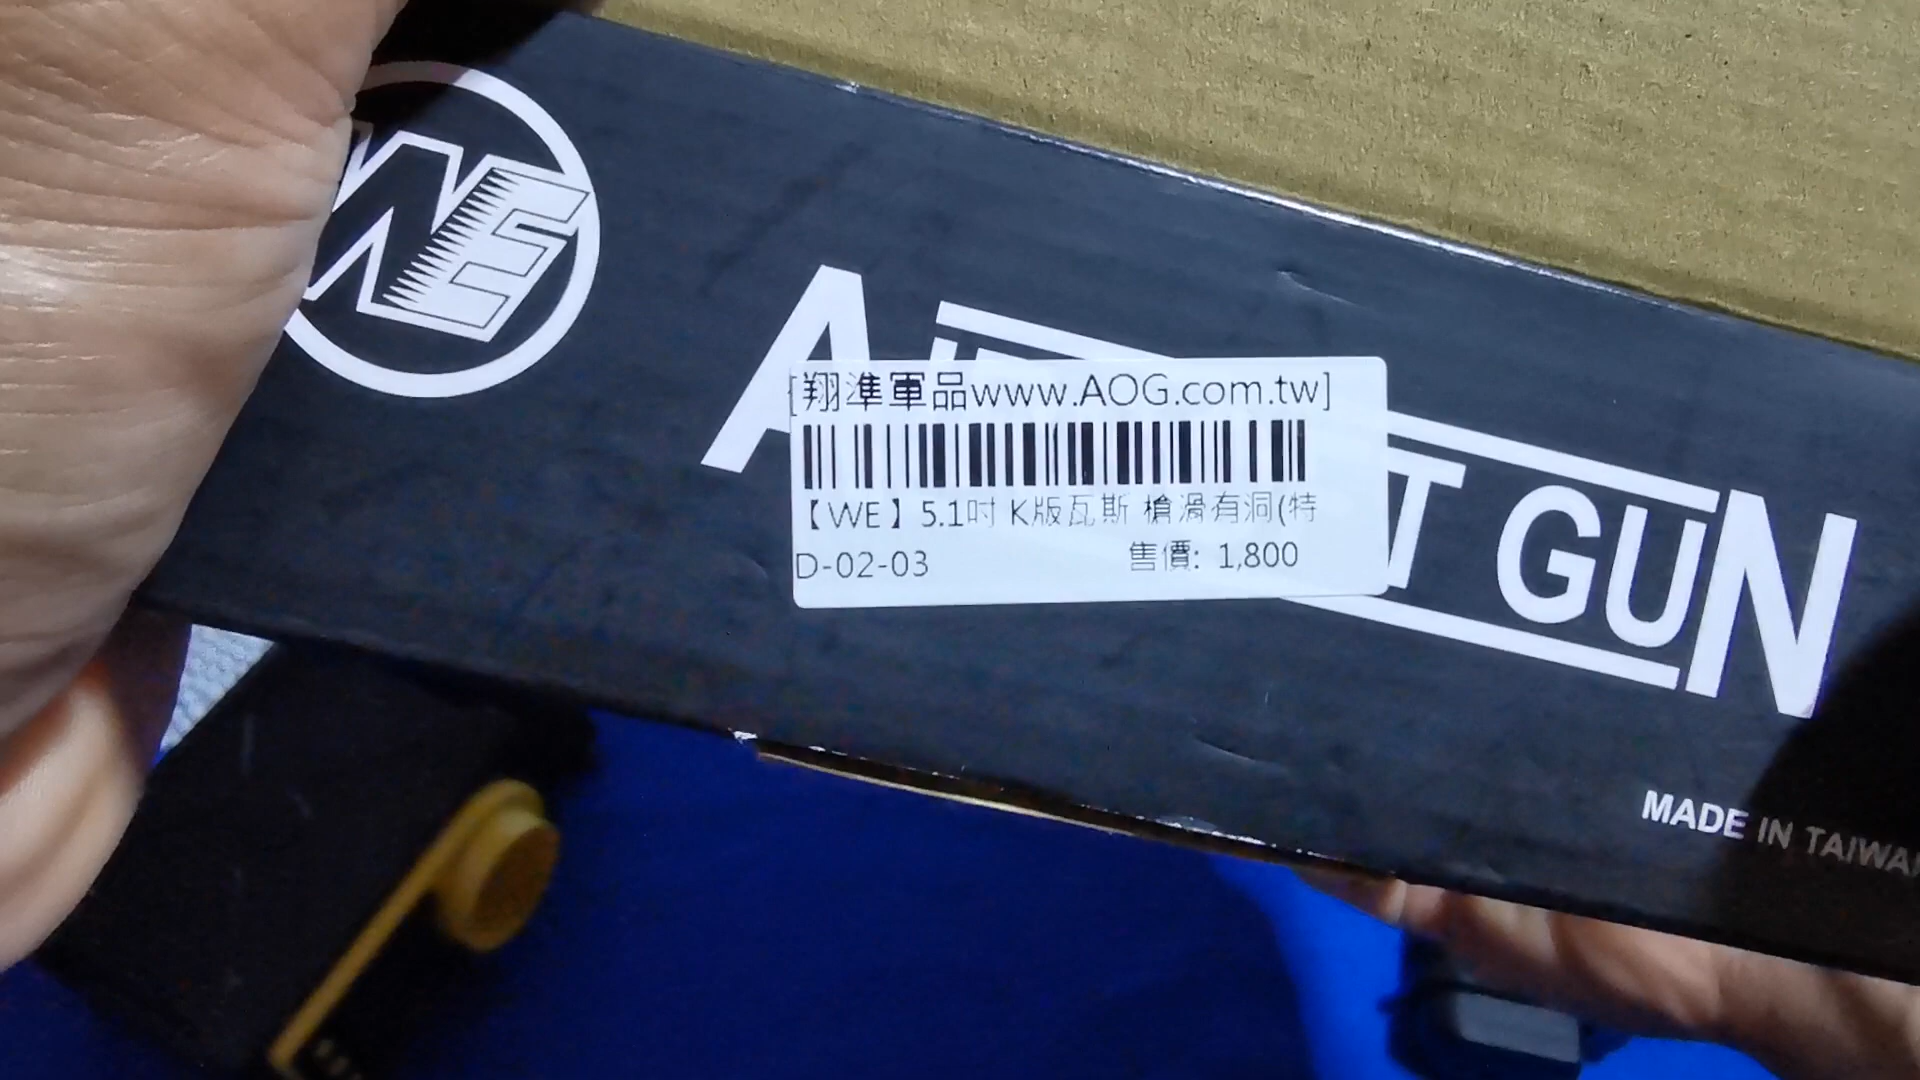 WE
[翔準軍品www.AOG.com.tw]
【WE】5.1吋 K版瓦斯 槍滑有洞(特
D-02-03 售價: 1,800
T GUN
MADE IN TAIWA